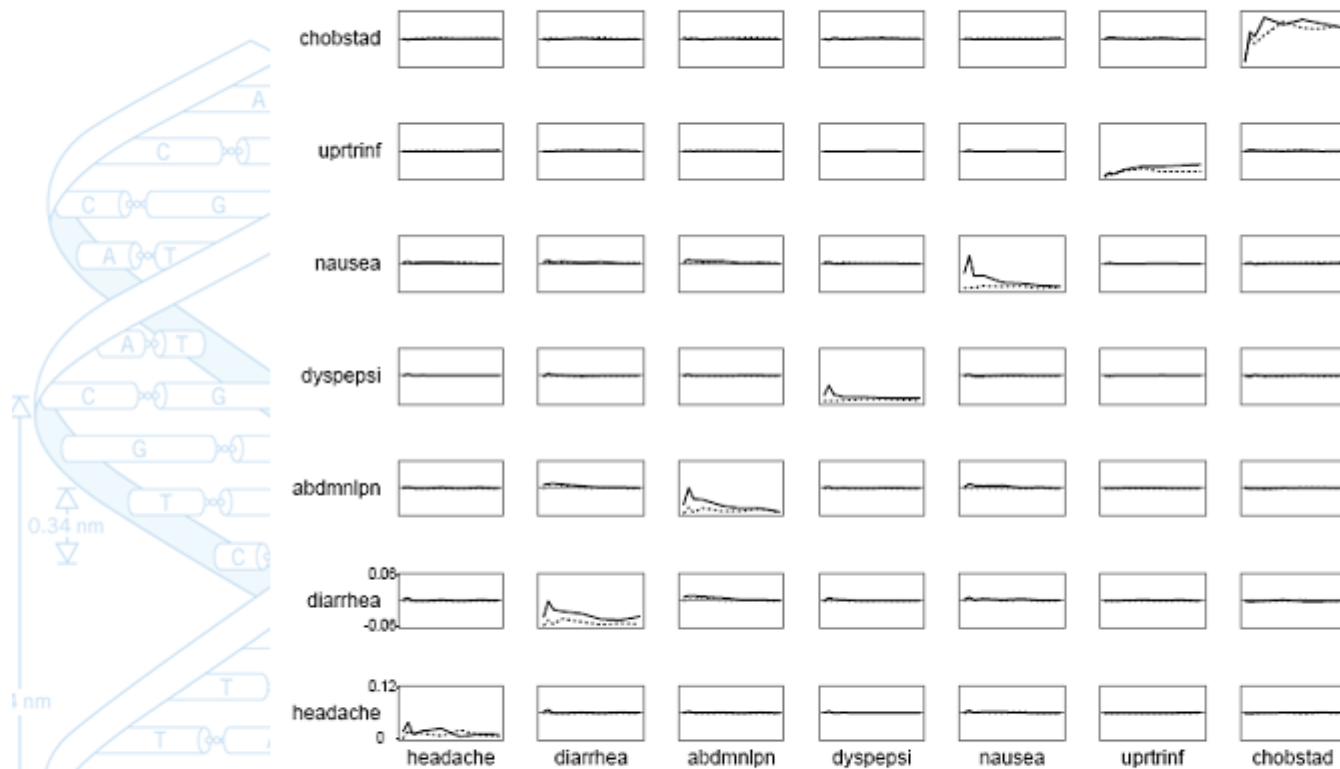 chobstad
A
C
uprtrinf
C G
A T
nausea
A T
dyspepsi
C G
G
abdmnlpn
T
0.34 nm
C
0.06
diarrhea
-0.06
T
0.12
nm
headache
T
0
headache diarrhea abdmnlpn dyspepsi nausea uprtrinf chobstad